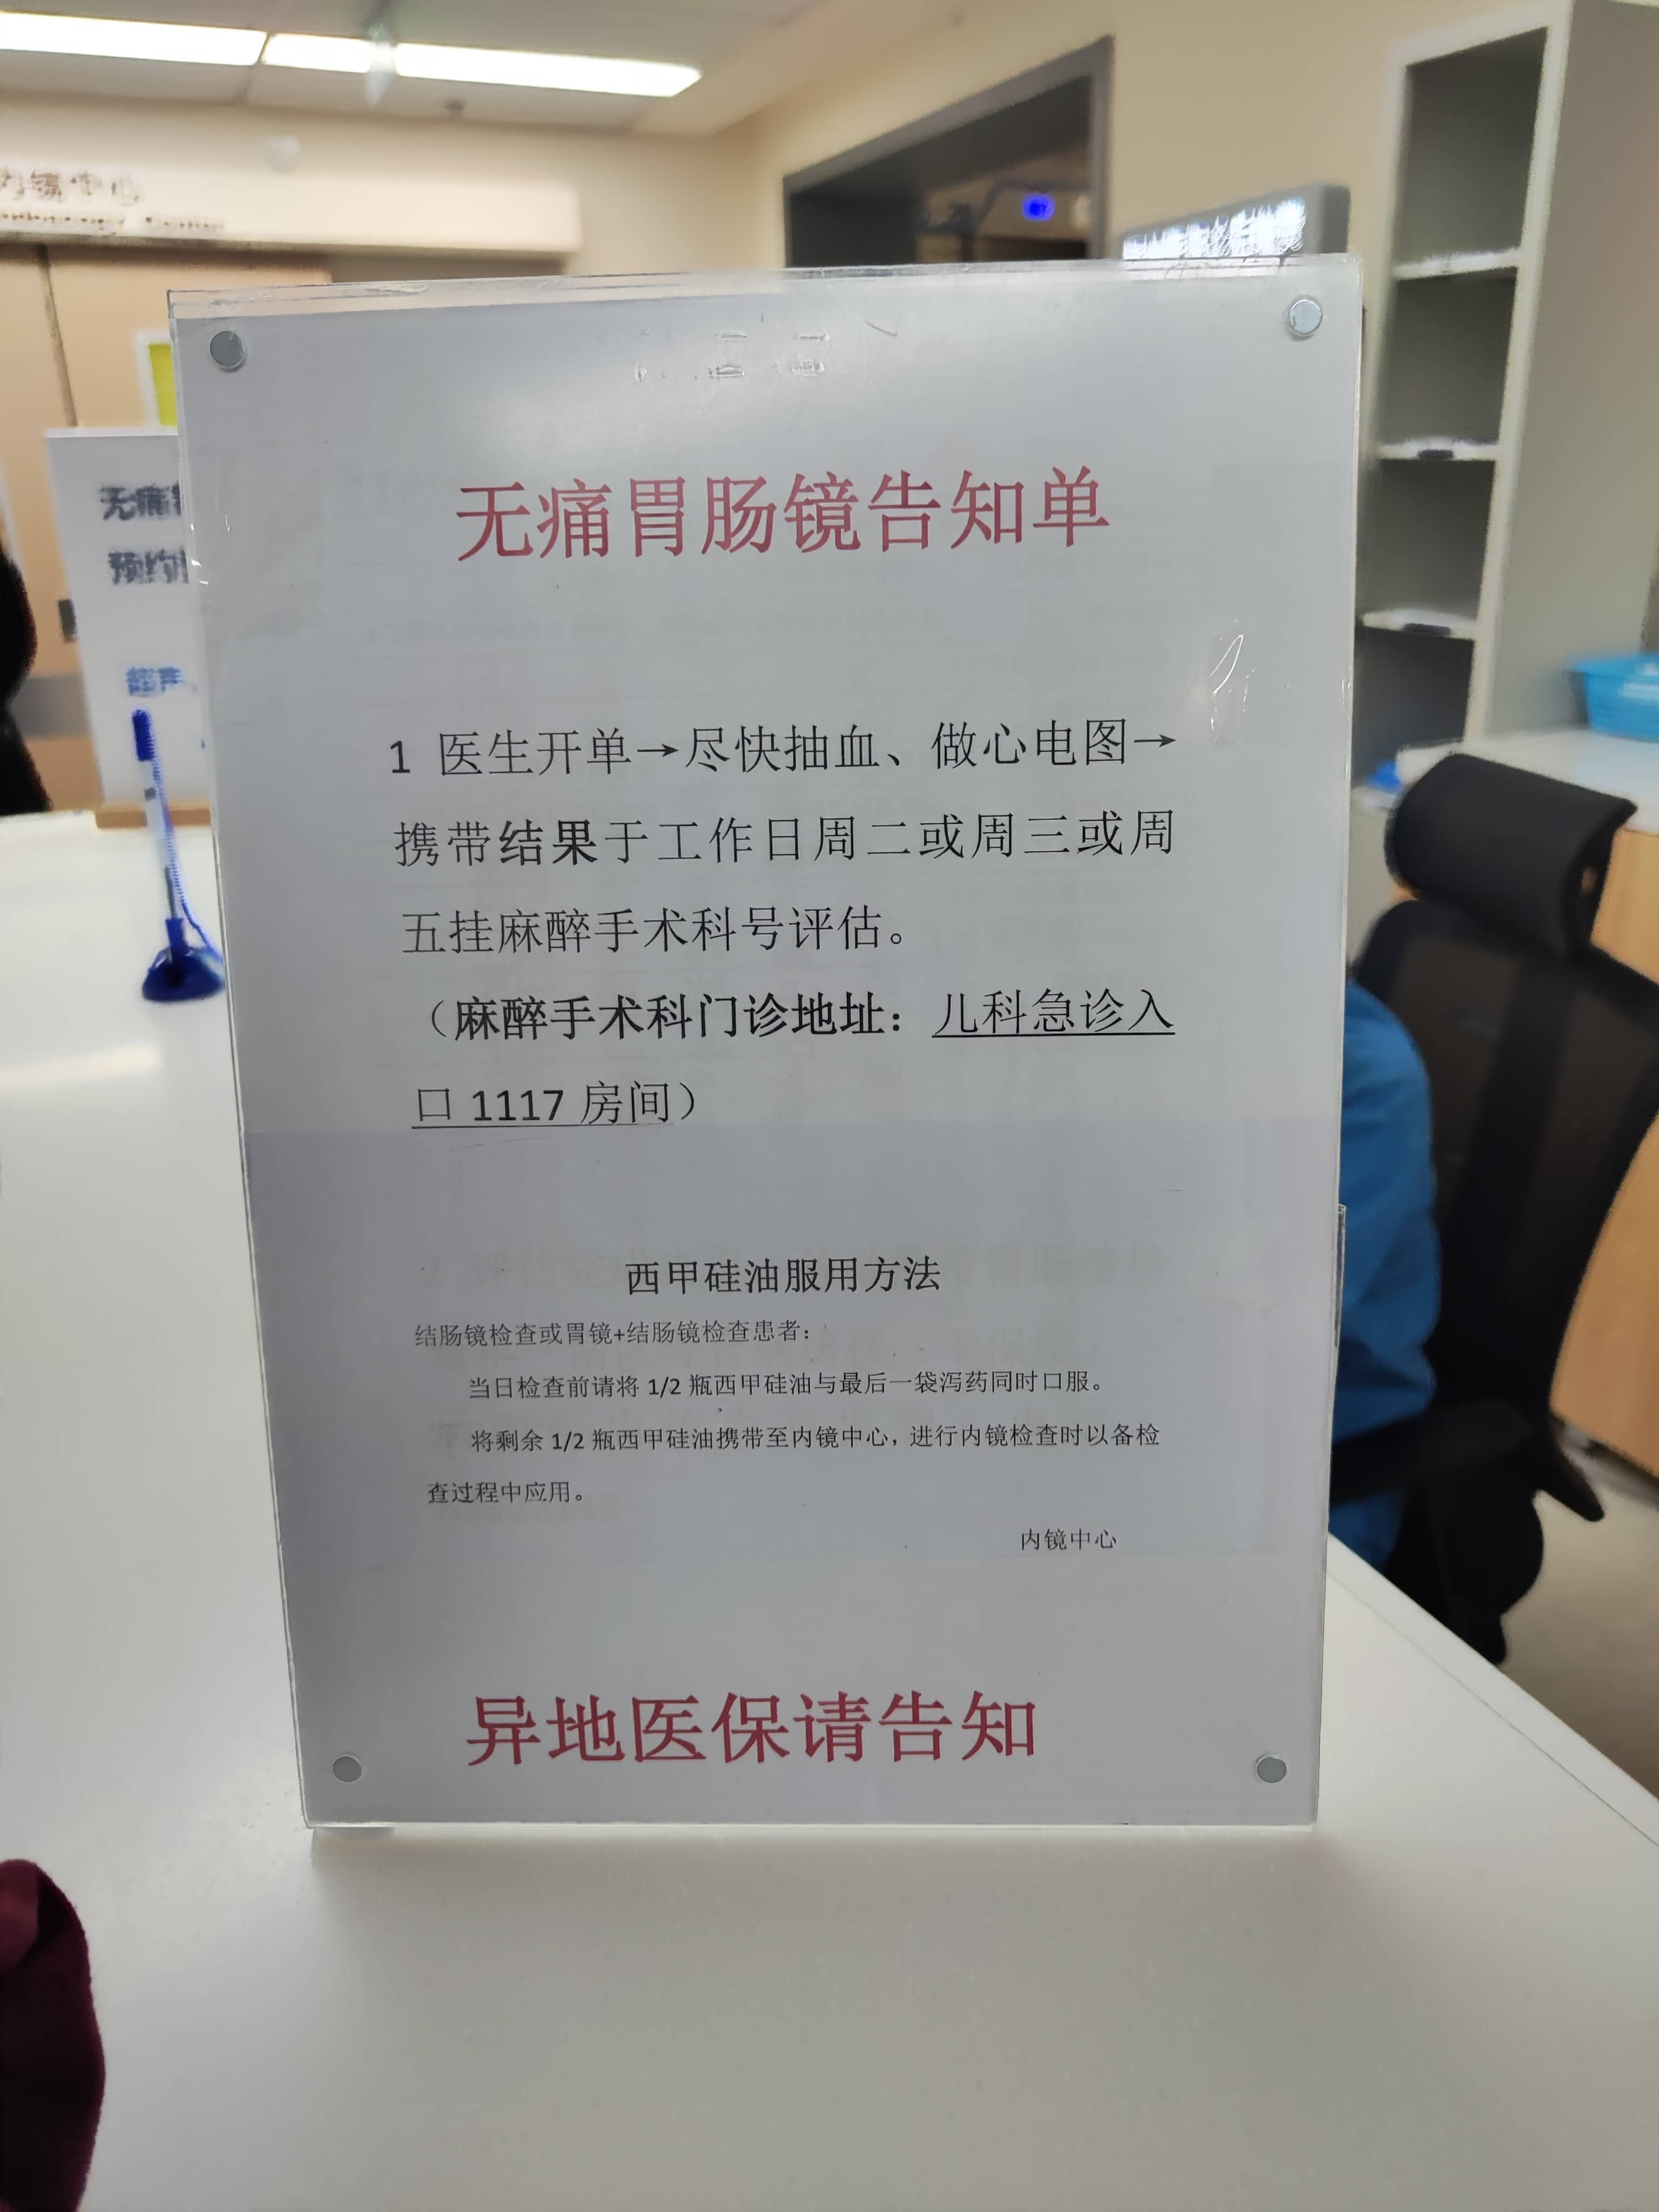 内镜中心
无痛
预约
无痛胃肠镜告知单
1 医生开单→尽快抽血、做心电图→
携带结果于工作日周二或周三或周
五挂麻醉手术科号评估。
（麻醉手术科门诊地址：儿科急诊入
口 1117 房间）
西甲硅油服用方法
结肠镜检查或胃镜+结肠镜检查患者：
当日检查前请将 1/2 瓶西甲硅油与最后一袋泻药同时口服。
将剩余 1/2 瓶西甲硅油携带至内镜中心，进行内镜检查时以备检
查过程中应用。
内镜中心
异地医保请告知